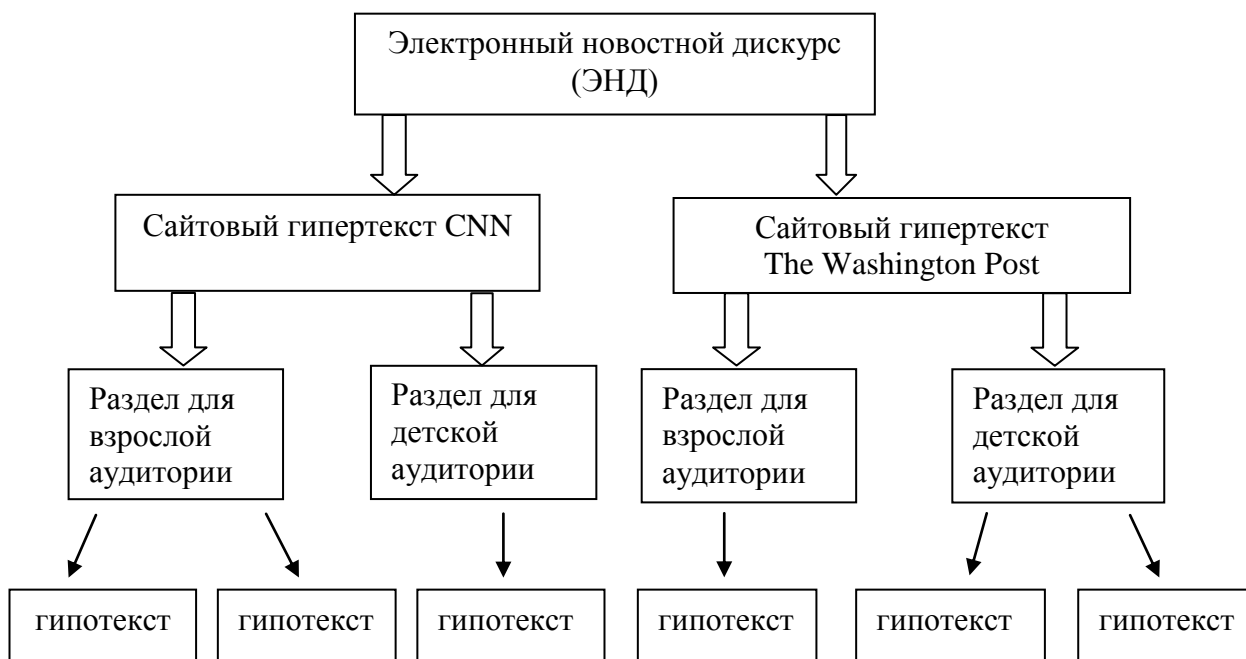 Электронный новостной дискурс
(ЭНД)
Сайтовый гипертекст CNN
Сайтовый гипертекст
The Washington Post
Раздел для
взрослой
аудитории
Раздел для
детской
аудитории
Раздел для
взрослой
аудитории
Раздел для
детской
аудитории
гипотекст
гипотекст
гипотекст
гипотекст
гипотекст
гипотекст